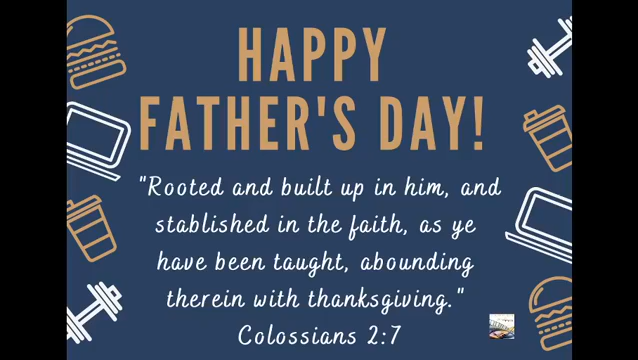 HAPPY
FATHER'S DAY!
"Rooted and built up in him, and
stablished in the faith, as ye
have been taught, abounding
therein with thanksgiving."
Colossians 2:7